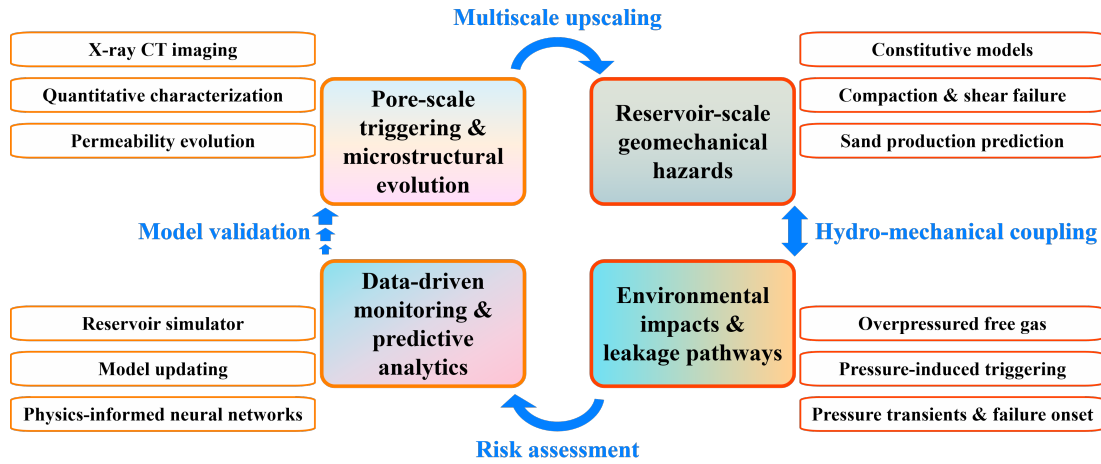 Multiscale upscaling
X-ray CT imaging
Quantitative characterization
Permeability evolution
Pore-scale
triggering &
microstructural
evolution
Reservoir-scale
geomechanical
hazards
Constitutive models
Compaction & shear failure
Sand production prediction
Model validation
Hydro-mechanical coupling
Reservoir simulator
Model updating
Physics-informed neural networks
Data-driven
monitoring &
predictive
analytics
Environmental
impacts &
leakage pathways
Overpressured free gas
Pressure-induced triggering
Pressure transients & failure onset
Risk assessment